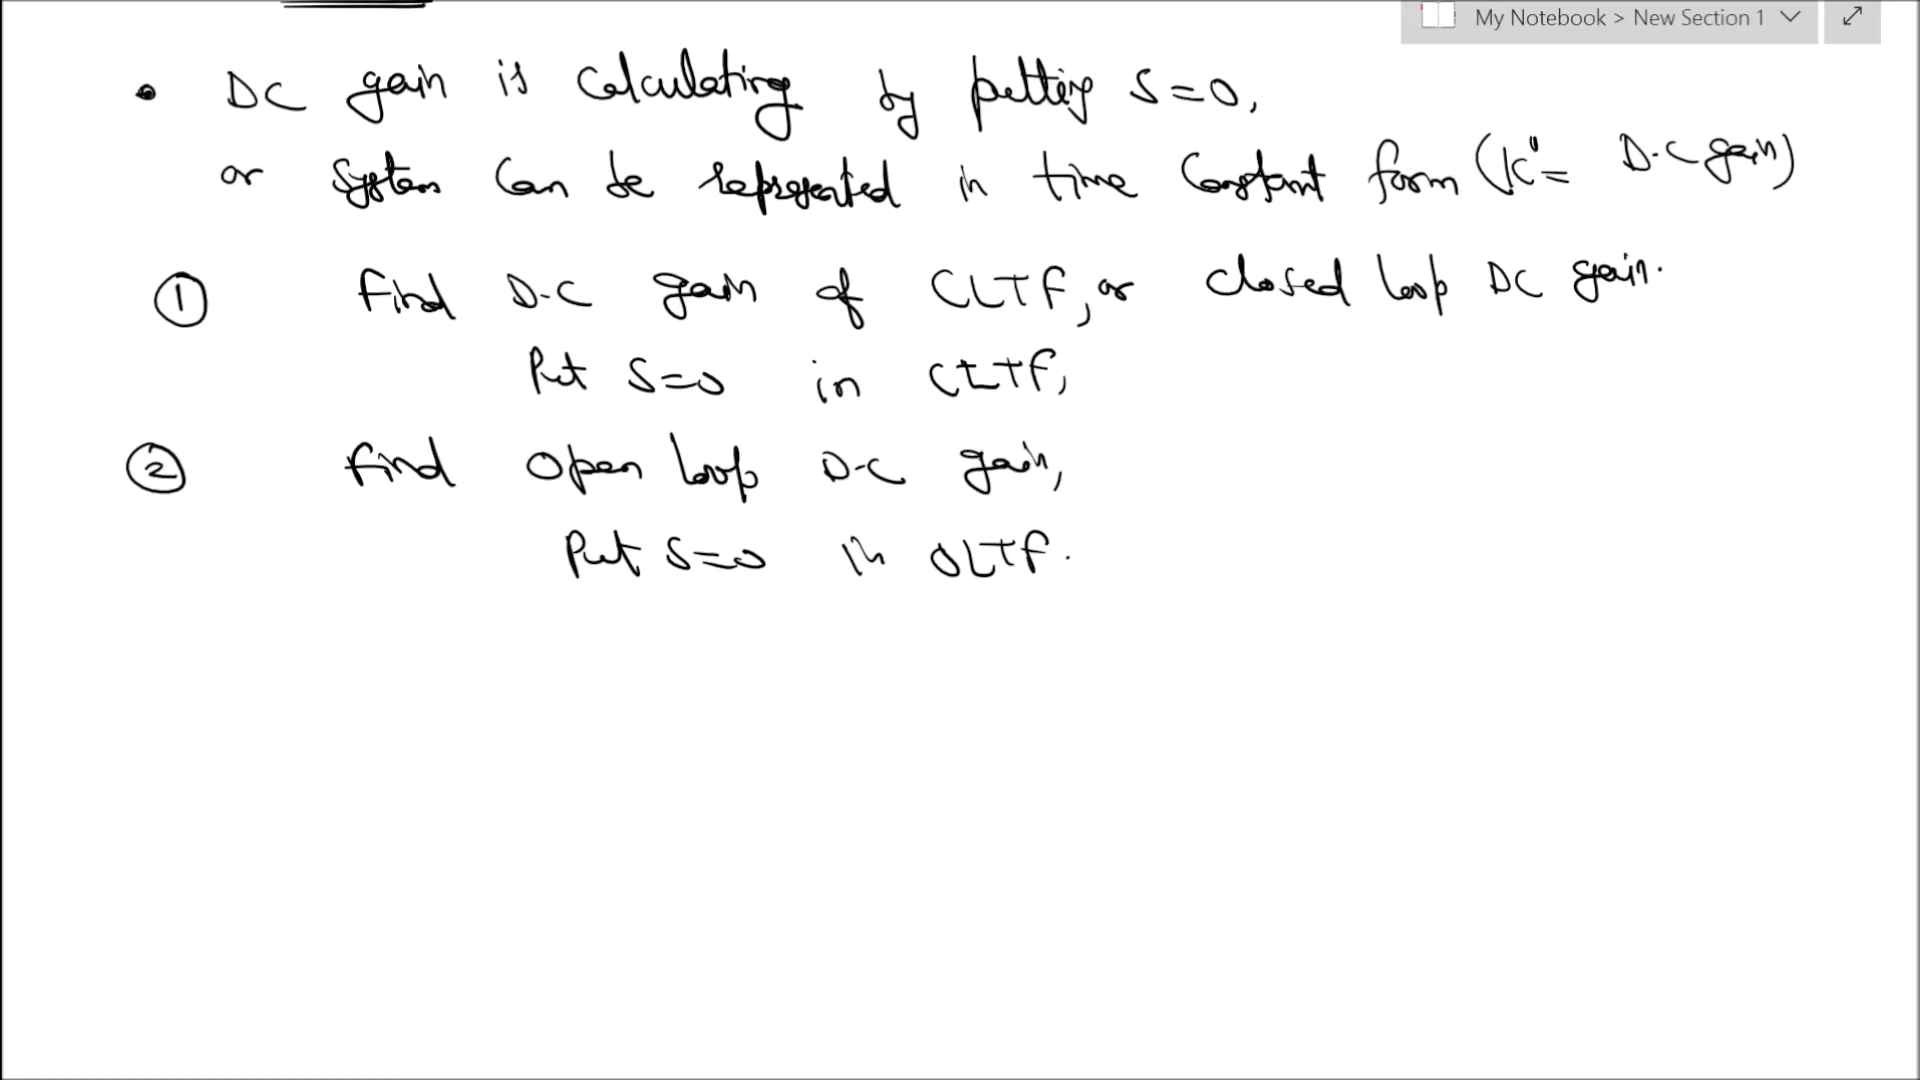 My Notebook > New Section 1
• DC gain is calculating by putting S=0,
or System can be represented in time constant form (K'= D.C gain)
① find D-C gain of CLTF, or closed loop DC gain.
Put S=0 in CLTF,
② find open loop D-C gain,
Put S=0 in OLTF.